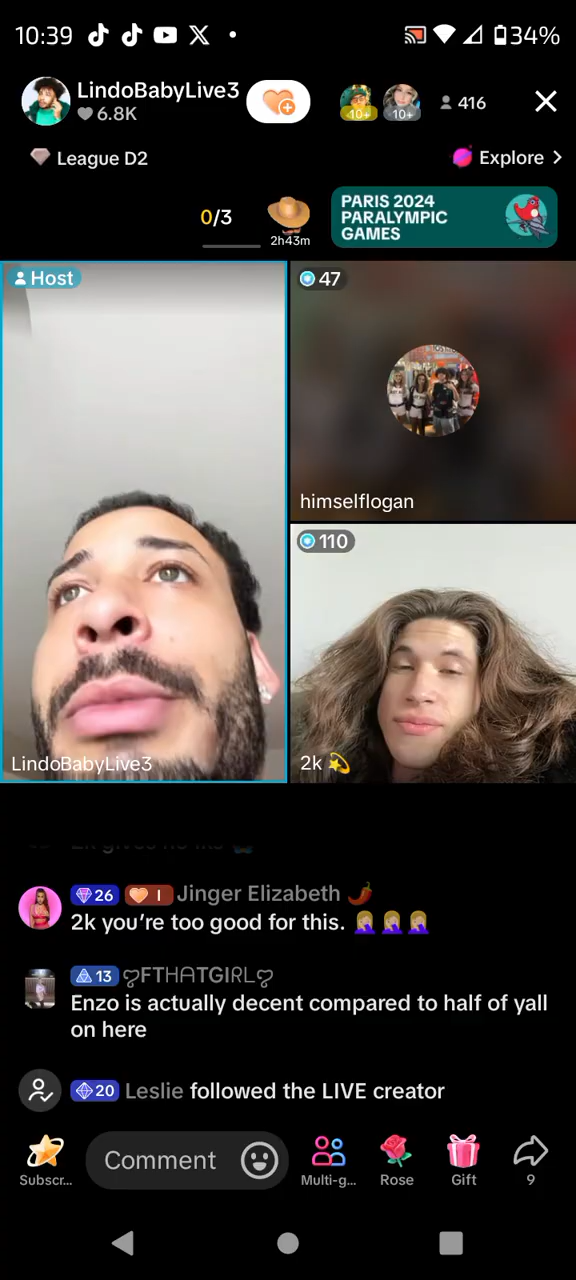 10:39
34%
LindoBabyLive3
6.8K
10+
10+
416
League D2
Explore
0/3
2h43m
PARIS 2024
PARALYMPIC
GAMES
Host
47
himselflogan
110
LindoBabyLive3
2k
26 I Jinger Elizabeth
2k you're too good for this.
13 ღFTHATGIRLღ
Enzo is actually decent compared to half of yall
on here
20 Leslie followed the LIVE creator
Comment
Subscr...
Multi-g...
Rose
Gift
9